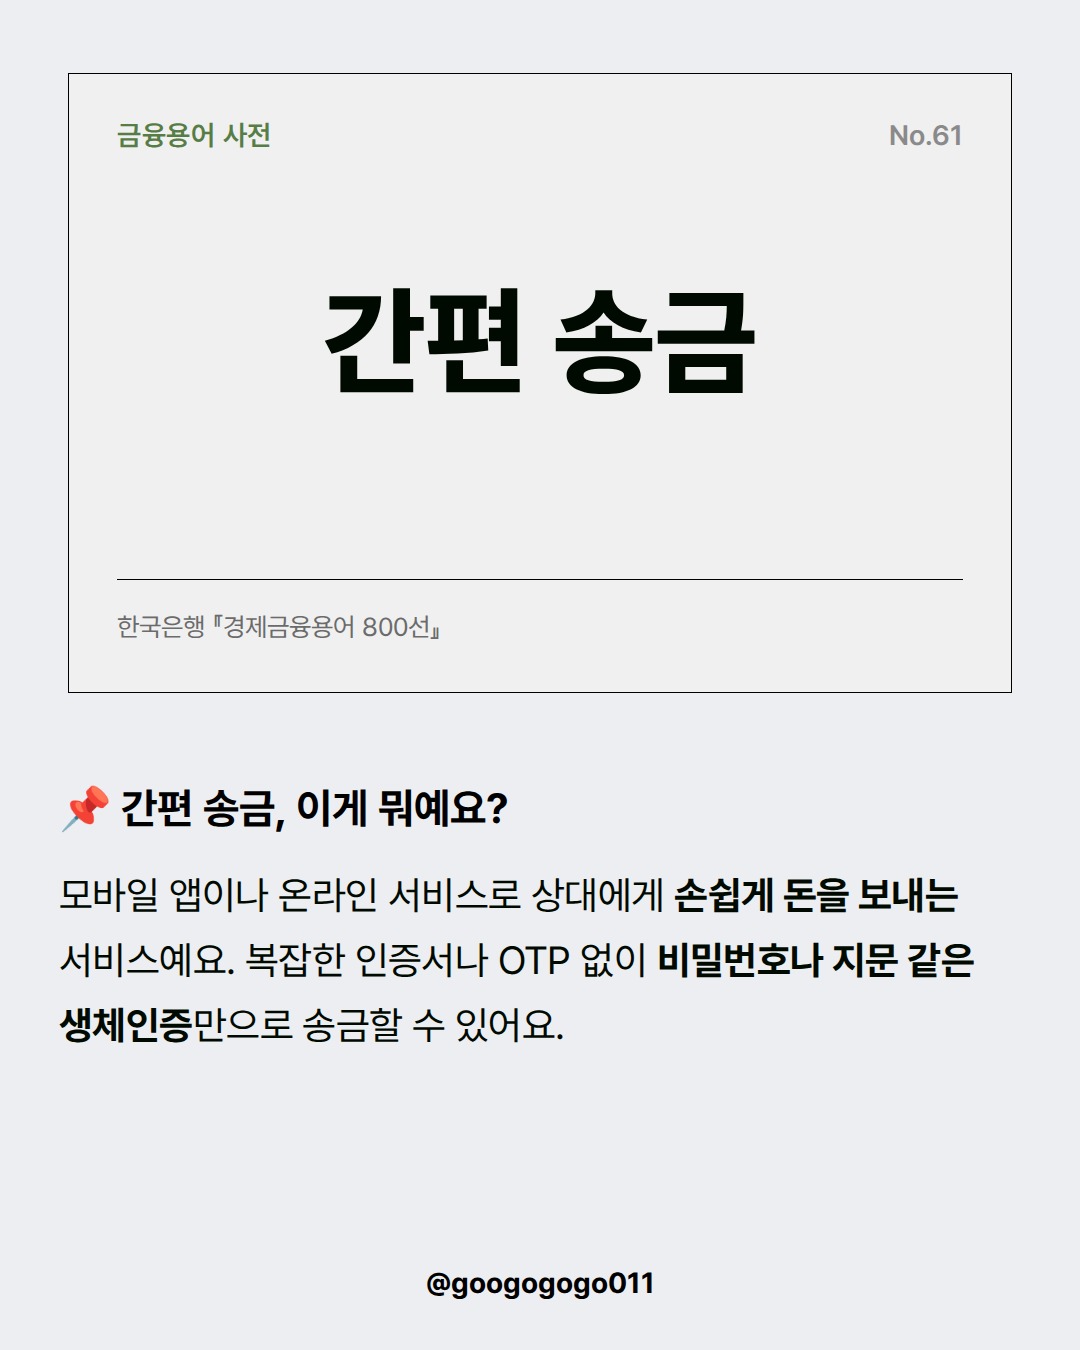 금융용어 사전
No.61
간편 송금
한국은행 『경제금융용어 800선』
📌 간편 송금, 이게 뭐예요?
모바일 앱이나 온라인 서비스로 상대에게 손쉽게 돈을 보내는
서비스예요. 복잡한 인증서나 OTP 없이 비밀번호나 지문 같은
생체인증만으로 송금할 수 있어요.
@googogogo011